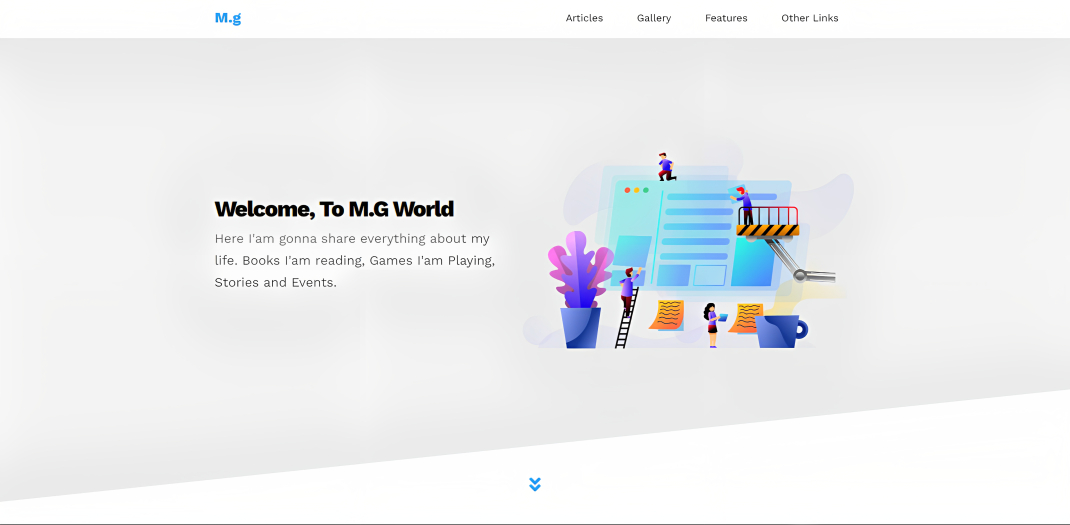 M.g
Articles
Gallery
Features
Other Links
Welcome, To M.G World
Here I'am gonna share everything about my
life. Books I'am reading, Games I'am Playing,
Stories and Events.